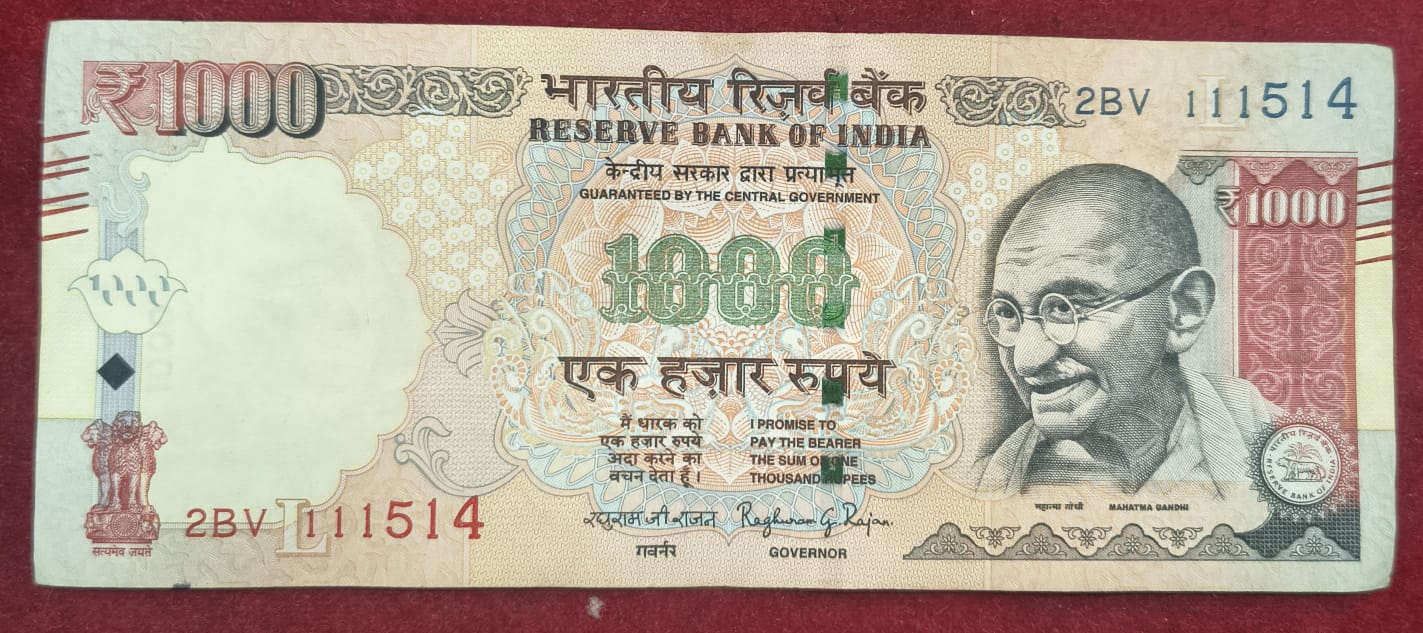 ₹1000
भारतीय रिज़र्व बैंक
2BV 111514
RESERVE BANK OF INDIA
केन्द्रीय सरकार द्वारा प्रत्याभूत
GUARANTEED BY THE CENTRAL GOVERNMENT
₹1000
1000
एक हज़ार रुपये
मैं धारक को
एक हज़ार रुपये
अदा करने का
वचन देता हूँ ।
I PROMISE TO
PAY THE BEARER
THE SUM OF ONE
THOUSAND RUPEES
2BV L 111514
रघुराम जी राजन
Raghuram G. Rajan.
गवर्नर
GOVERNOR
सत्यमेव जयते
महात्मा गांधी
MAHATMA GANDHI
भारतीय रिज़र्व बैंक
RESERVE BANK OF INDIA
L